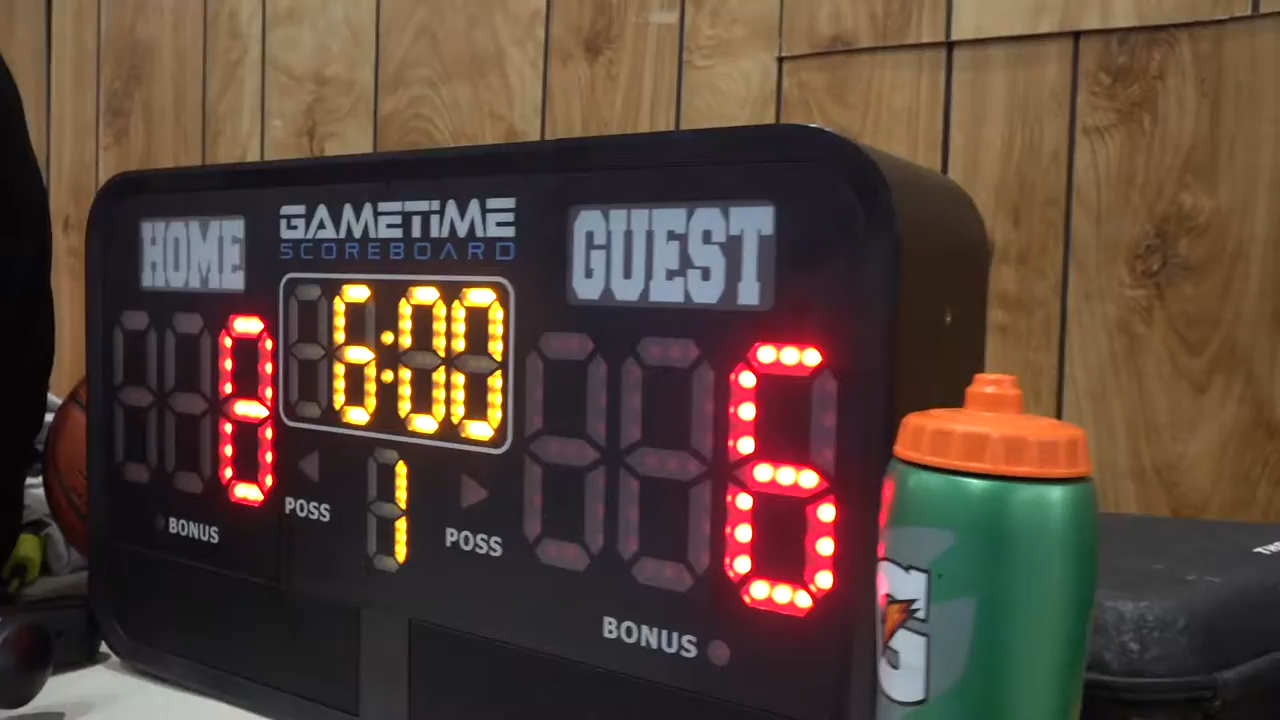 HOME
GAMETIME
SCOREBOARD
GUEST
8
6:00
6
POSS
1
POSS
BONUS
BONUS
G